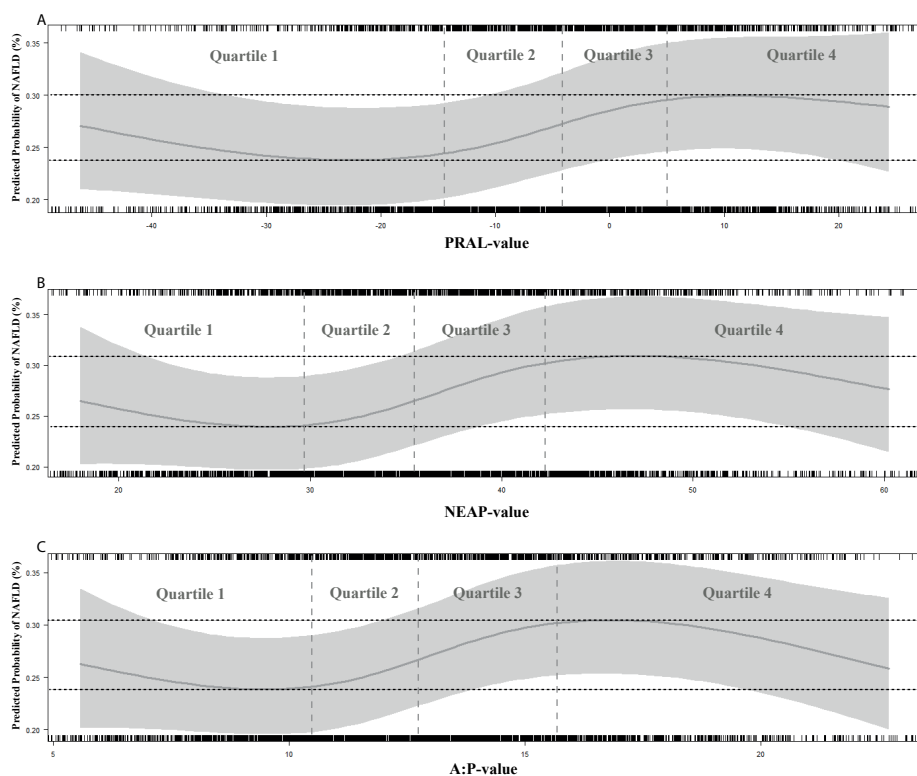 A
Predicted Probability of NAFLD (%)
0.35
0.30
0.25
0.20
Quartile 1
Quartile 2
Quartile 3
Quartile 4
-40
-30
-20
-10
0
10
20
PRAL-value
B
Predicted Probability of NAFLD (%)
0.35
0.30
0.25
0.20
Quartile 1
Quartile 2
Quartile 3
Quartile 4
20
30
40
50
60
NEAP-value
C
Predicted Probability of NAFLD (%)
0.35
0.30
0.25
0.20
Quartile 1
Quartile 2
Quartile 3
Quartile 4
5
10
15
20
A:P-value